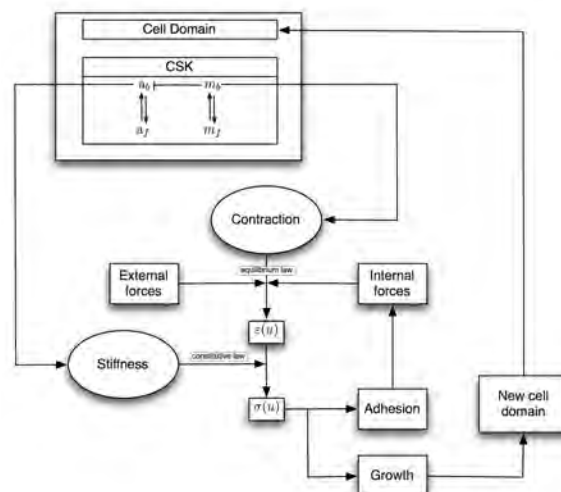 Cell Domain
CSK
a_b m_b
a_f m_f
Contraction
equilibrium law
External
forces
Internal
forces
ε(u)
Stiffness
constitutive law
σ(u)
Adhesion
New cell
domain
Growth